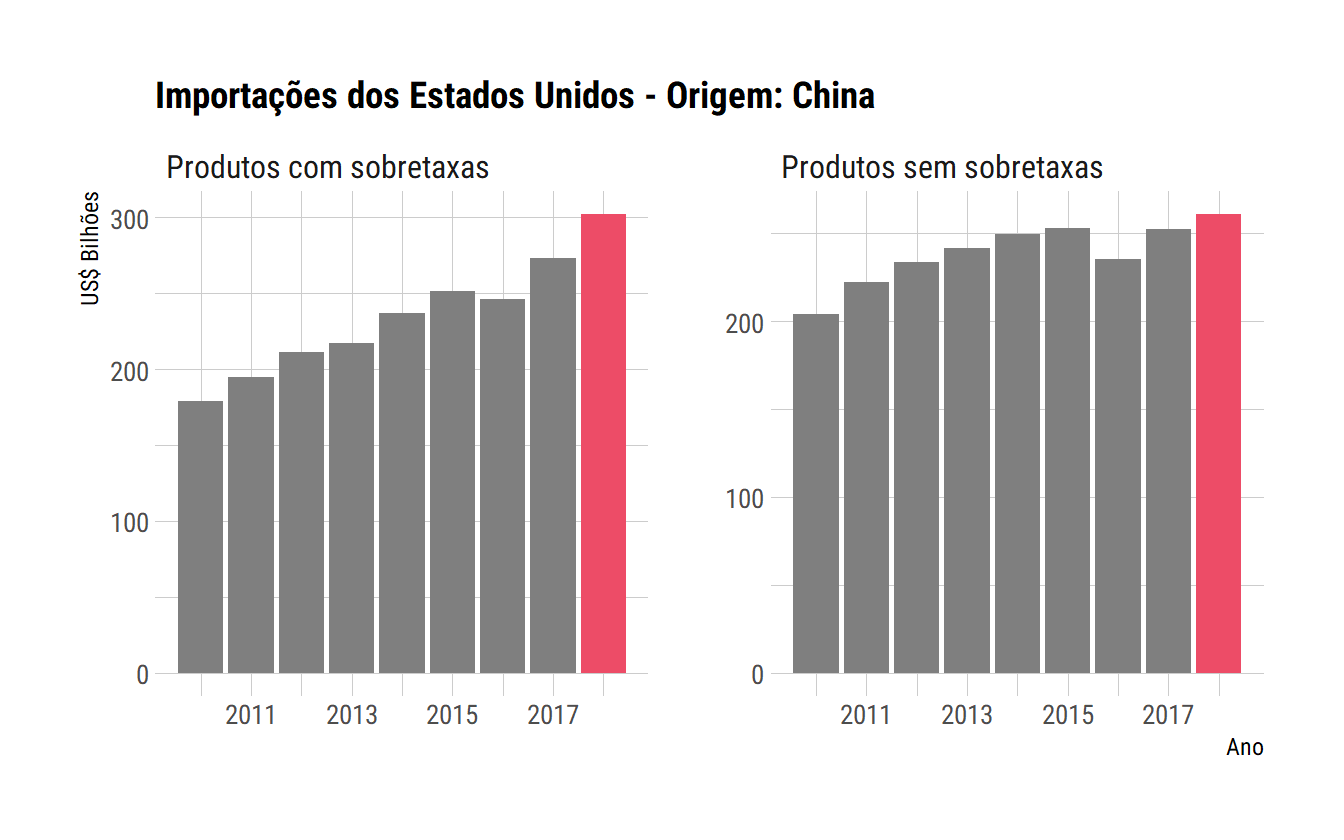 Importações dos Estados Unidos - Origem: China
Produtos com sobretaxas
US$ Bilhões
300
200
100
0
2011 2013 2015 2017
Produtos sem sobretaxas
200
100
0
2011 2013 2015 2017
Ano